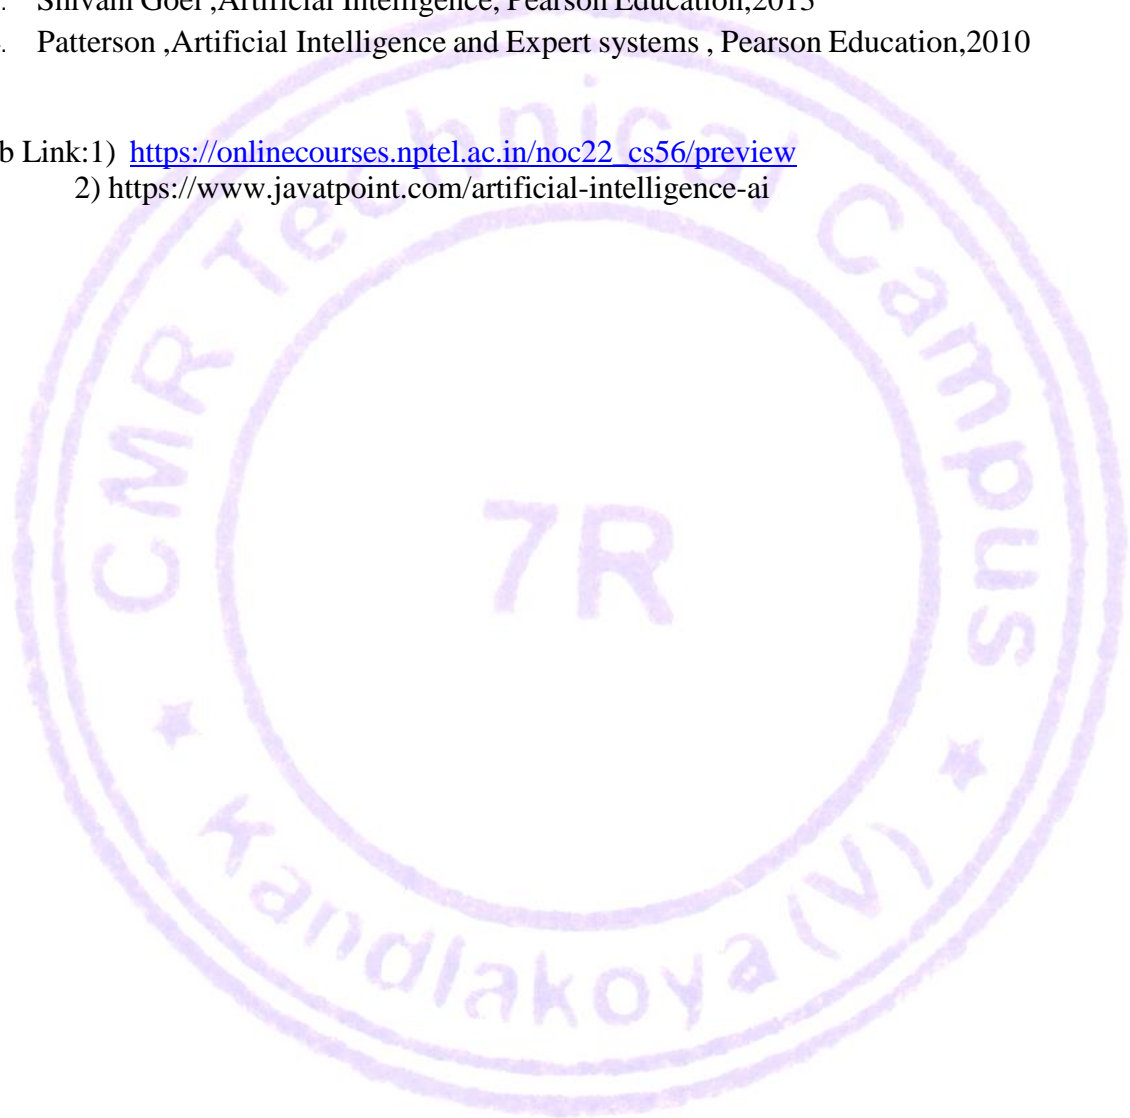 . Shivani Goel ,Artificial Intelligence, Pearson Education,2013
. Patterson ,Artificial Intelligence and Expert systems , Pearson Education,2010
b Link:1) https://onlinecourses.nptel.ac.in/noc22_cs56/preview
2) https://www.javatpoint.com/artificial-intelligence-ai
CMR Technical Campus
7R
★ Kandlakoya (V) ★